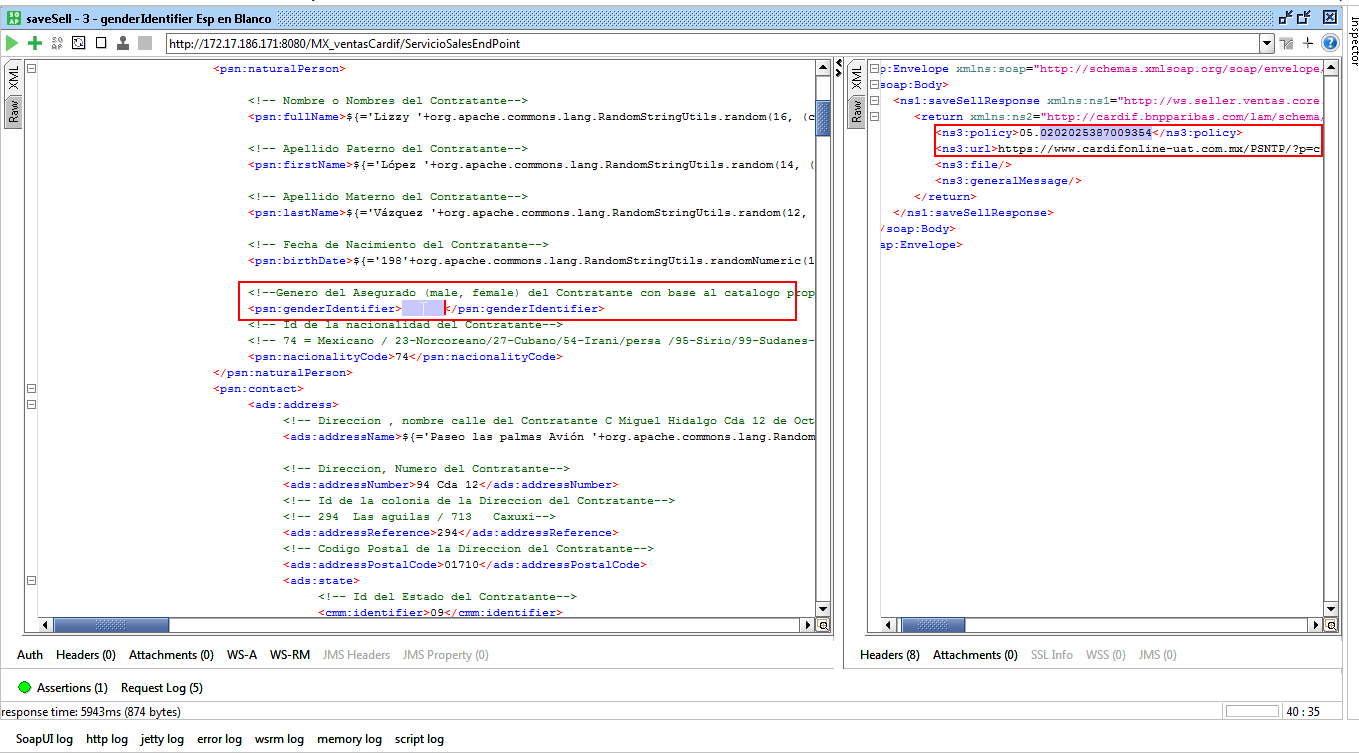 saveSell - 3 - genderIdentifier Esp en Blanco
Inspector
http://172.17.186.171:8080/MX_ventasCardif/ServicioSalesEndPoint
XML
Raw
<psn:naturalPerson>
<!-- Nombre o Nombres del Contratante-->
<psn:fullName>${='Lizzy '+org.apache.commons.lang.RandomStringUtils.random(16, (c
<!-- Apellido Paterno del Contratante-->
<psn:firstName>${='López '+org.apache.commons.lang.RandomStringUtils.random(14, (
<!-- Apellido Materno del Contratante-->
<psn:lastName>${='Vázquez '+org.apache.commons.lang.RandomStringUtils.random(12,
<!-- Fecha de Nacimiento del Contratante-->
<psn:birthDate>${='198'+org.apache.commons.lang.RandomStringUtils.randomNumeric(1
<!--Genero del Asegurado (male, female) del Contratante con base al catalogo prop
<psn:genderIdentifier> </psn:genderIdentifier>
<!-- Id de la nacionalidad del Contratante-->
<!-- 74 = Mexicano / 23-Norcoreano/27-Cubano/54-Irani/persa /95-Sirio/99-Sudanes-
<psn:nacionalityCode>74</psn:nacionalityCode>
</psn:naturalPerson>
<psn:contact>
<ads:address>
<!-- Direccion , nombre calle del Contratante C Miguel Hidalgo Cda 12 de Oct
<ads:addressName>${='Paseo las palmas Avión '+org.apache.commons.lang.Random
<!-- Direccion, Numero del Contratante-->
<ads:addressNumber>94 Cda 12</ads:addressNumber>
<!-- Id de la colonia de la Direccion del Contratante-->
<!-- 294 Las aguilas / 713 Caxuxi-->
<ads:addressReference>294</ads:addressReference>
<!-- Codigo Postal de la Direccion del Contratante-->
<ads:addressPostalCode>01710</ads:addressPostalCode>
<ads:state>
<!-- Id del Estado del Contratante-->
<cmm:identifier>09</cmm:identifier>
XML
Raw
p:Envelope xmlns:soap="http://schemas.xmlsoap.org/soap/envelope/
soap:Body>
<ns1:saveSellResponse xmlns:ns1="http://ws.seller.ventas.core.
<return xmlns:ns2="http://cardif.bnpparibas.com/lam/schema/
<ns3:policy>05.0202025387009354</ns3:policy>
<ns3:url>https://www.cardifonline-uat.com.mx/PSNTP/?p=c
<ns3:file/>
<ns3:generalMessage/>
</return>
</ns1:saveSellResponse>
/soap:Body>
ap:Envelope>
Auth Headers (0) Attachments (0) WS-A WS-RM JMS Headers JMS Property (0)
Headers (8) Attachments (0) SSL Info WSS (0) JMS (0)
Assertions (1) Request Log (5)
response time: 5943ms (874 bytes)
40 : 35
SoapUI log http log jetty log error log wsrm log memory log script log